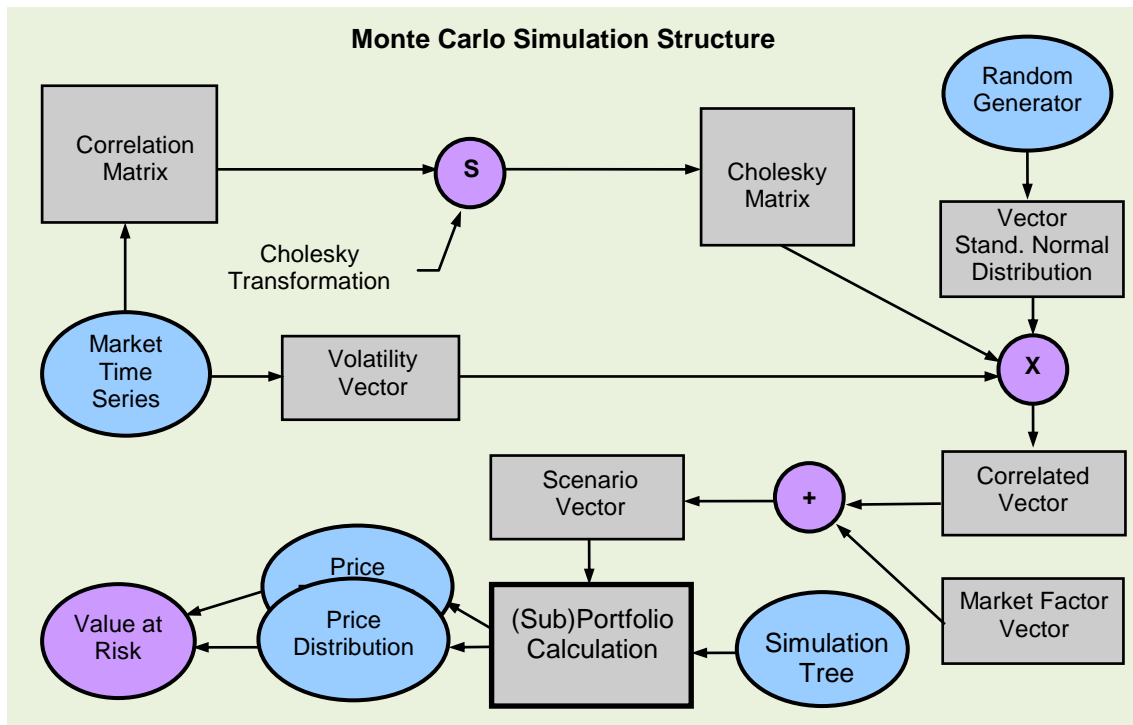 Monte Carlo Simulation Structure
Random
Generator
Correlation
Matrix
S
Cholesky
Matrix
Vector
Stand. Normal
Distribution
Cholesky
Transformation
Market
Time
Series
Volatility
Vector
X
Scenario
Vector
+
Correlated
Vector
Price
Price
Distribution
Value at
Risk
(Sub)Portfolio
Calculation
Simulation
Tree
Market Factor
Vector